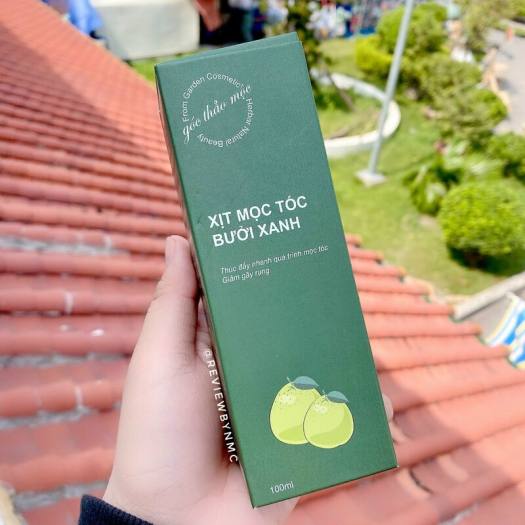 From Garden Cosmetic
gốc thảo mộc
Herbar Natural Beauty
XỊT MỌC TÓC
BƯỞI XANH
Thúc đẩy nhanh quá trình mọc tóc
Giảm gãy rụng
@REVIEWBYNMC
100ml